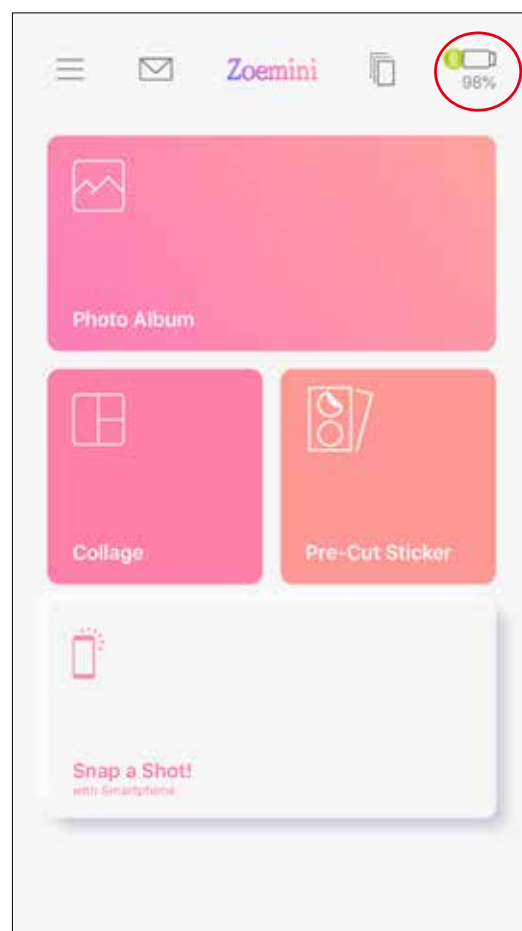 Zoemini
98%
Photo Album
Collage
Pre-Cut Sticker
Snap a Shot!
with Smartphone